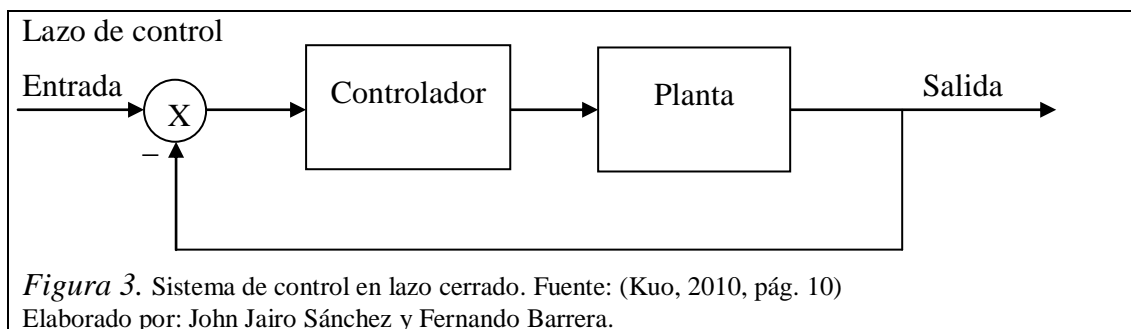 Lazo de control
Entrada
Controlador
Planta
Salida
X
–
Figura 3. Sistema de control en lazo cerrado. Fuente: (Kuo, 2010, pág. 10)
Elaborado por: John Jairo Sánchez y Fernando Barrera.